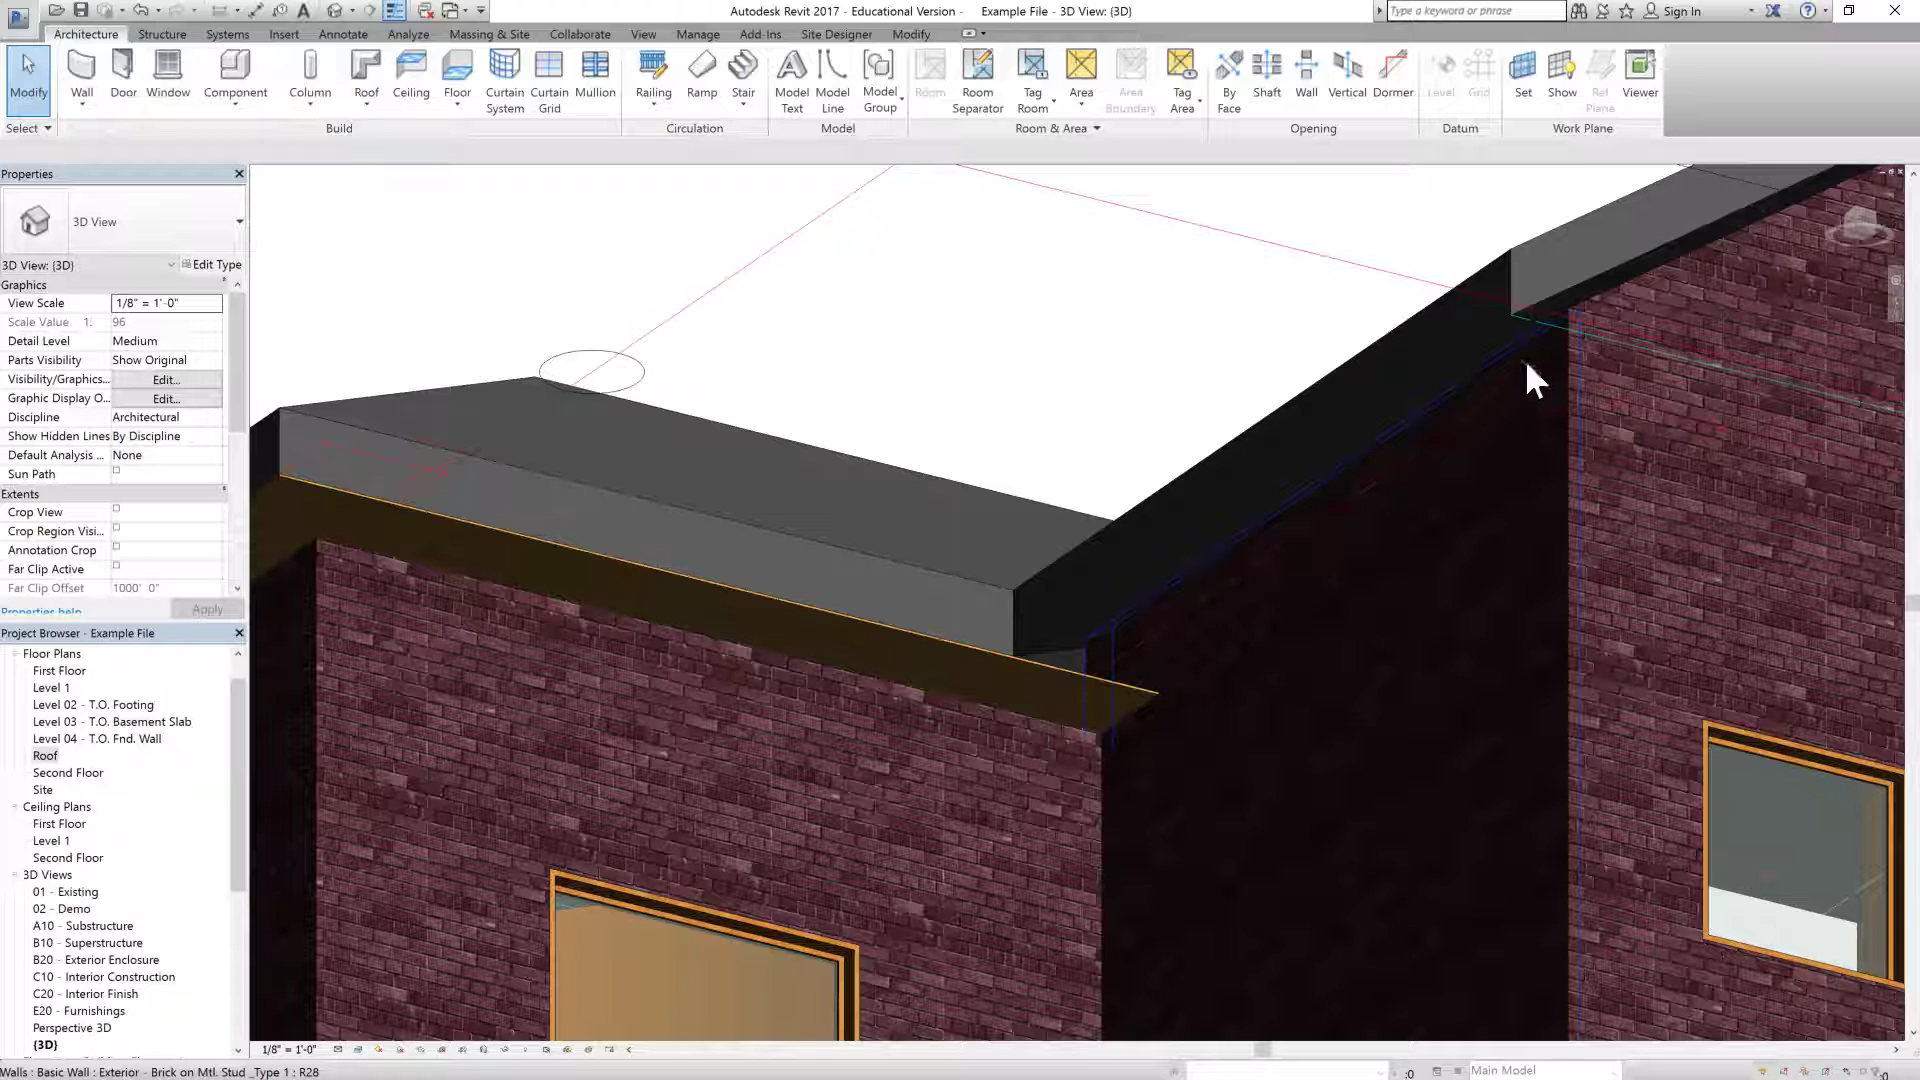 Autodesk Revit 2017 - Educational Version - Example File - 3D View: {3D}
Type a keyword or phrase
Sign In
Architecture Structure Systems Insert Annotate Analyze Massing & Site Collaborate View Manage Add-Ins Site Designer Modify
Modify Wall Door Window Component Column Roof Ceiling Floor Curtain System Curtain Grid Mullion Railing Ramp Stair Model Text Model Line Model Group Room Room Separator Tag Room Area Area Boundary Tag Area By Face Shaft Wall Vertical Dormer Level Grid Set Show Ref Plane Viewer
Select Build Circulation Model Room & Area Opening Datum Work Plane
Properties
3D View
3D View: {3D} Edit Type
Graphics
View Scale 1/8" = 1'-0"
Scale Value 1: 96
Detail Level Medium
Parts Visibility Show Original
Visibility/Graphics... Edit...
Graphic Display O... Edit...
Discipline Architectural
Show Hidden Lines By Discipline
Default Analysis ... None
Sun Path
Extents
Crop View
Crop Region Visi...
Annotation Crop
Far Clip Active
Far Clip Offset 1000' 0"
Properties help Apply
Project Browser - Example File
Floor Plans
First Floor
Level 1
Level 02 - T.O. Footing
Level 03 - T.O. Basement Slab
Level 04 - T.O. Fnd. Wall
Roof
Second Floor
Site
Ceiling Plans
First Floor
Level 1
Second Floor
3D Views
01 - Existing
02 - Demo
A10 - Substructure
B10 - Superstructure
B20 - Exterior Enclosure
C10 - Interior Construction
C20 - Interior Finish
E20 - Furnishings
Perspective 3D
{3D}
1/8" = 1'-0"
Walls : Basic Wall : Exterior - Brick on Mtl. Stud _Type 1 : R28
:0
Main Model
:0